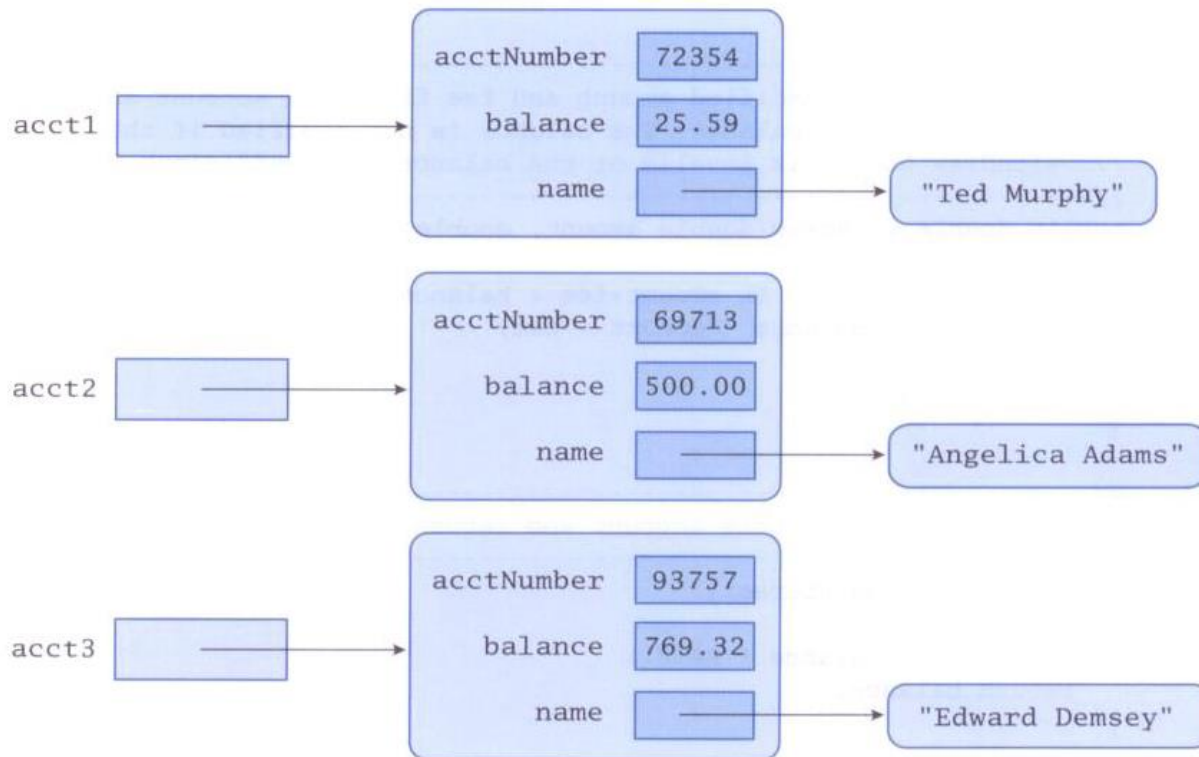 acctNumber 72354
acct1
balance 25.59
name
"Ted Murphy"
acctNumber 69713
acct2
balance 500.00
name
"Angelica Adams"
acctNumber 93757
acct3
balance 769.32
name
"Edward Demsey"